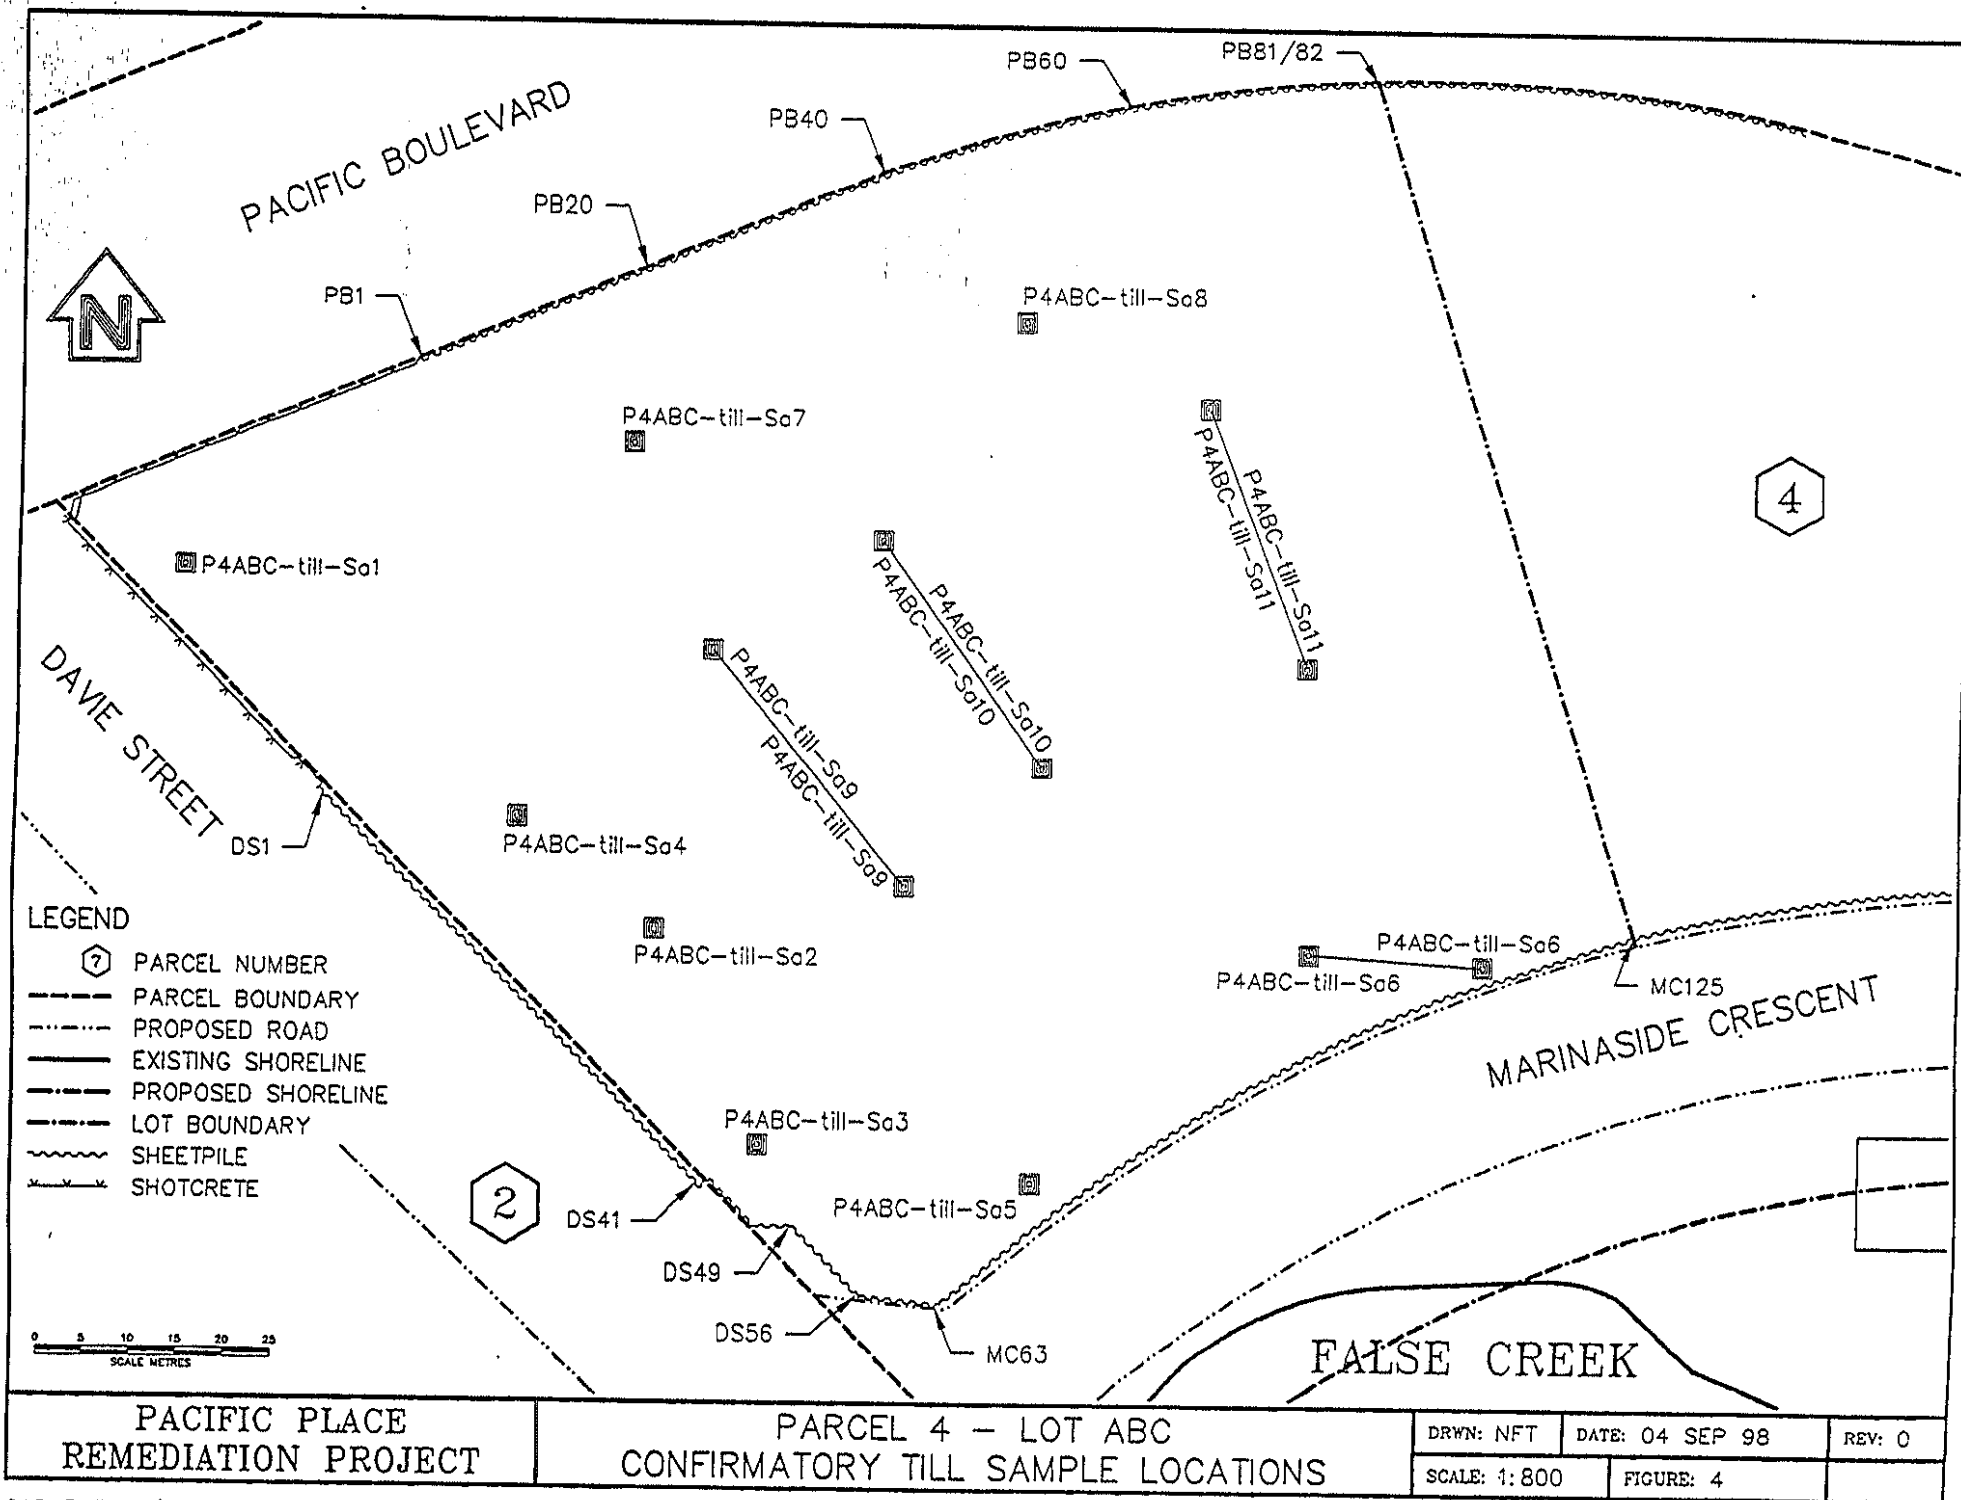 PB60
PB81/82
PB40
PACIFIC BOULEVARD
PB20
PB1
N
P4ABC-till-Sa8
P4ABC-till-Sa7
P4ABC-till-Sa11
P4ABC-till-Sa11
4
P4ABC-till-Sa1
P4ABC-till-Sa10
P4ABC-till-Sa10
P4ABC-till-Sa9
P4ABC-till-Sa9
DAVIE STREET
DS1
P4ABC-till-Sa4
P4ABC-till-Sa2
P4ABC-till-Sa6
P4ABC-till-Sa6
MC125
MARINASIDE CRESCENT
LEGEND
? PARCEL NUMBER
PARCEL BOUNDARY
PROPOSED ROAD
EXISTING SHORELINE
PROPOSED SHORELINE
LOT BOUNDARY
SHEETPILE
SHOTCRETE
P4ABC-till-Sa3
P4ABC-till-Sa5
2
DS41
DS49
DS56
MC63
FALSE CREEK
0 5 10 15 20 25
SCALE METRES
PACIFIC PLACE
REMEDIATION PROJECT
PARCEL 4 - LOT ABC
CONFIRMATORY TILL SAMPLE LOCATIONS
DRWN: NFT
DATE: 04 SEP 98
REV: 0
SCALE: 1:800
FIGURE: 4